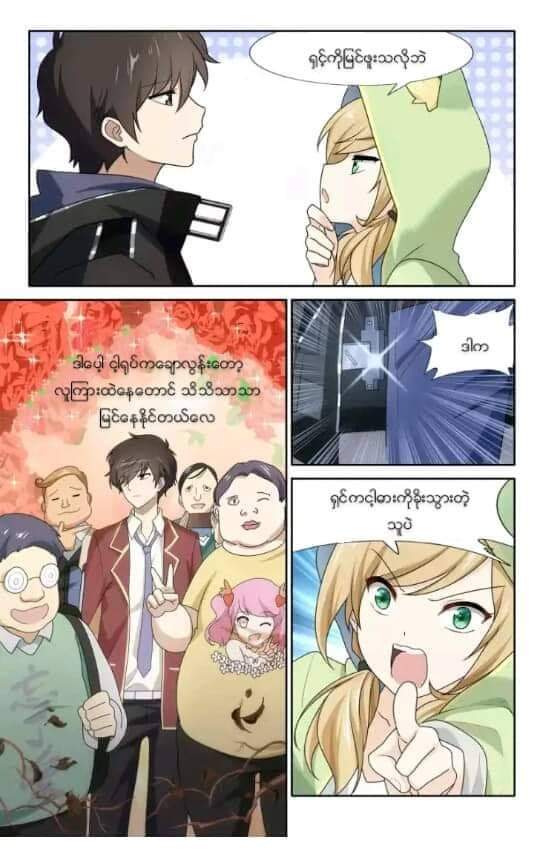 ရှင့်ကိုမြင်ဖူးသလိုဘဲ
ဒါပေါ့ ငါ့ရုပ်ကချောလွန်းတော့
လူကြားထဲနေတောင် သိသိသာသာ
မြင်နေနိုင်တယ်လေ
ဒါက
ရှင်ကငါ့ဓားကိုခိုးသွားတဲ့
သူပဲ